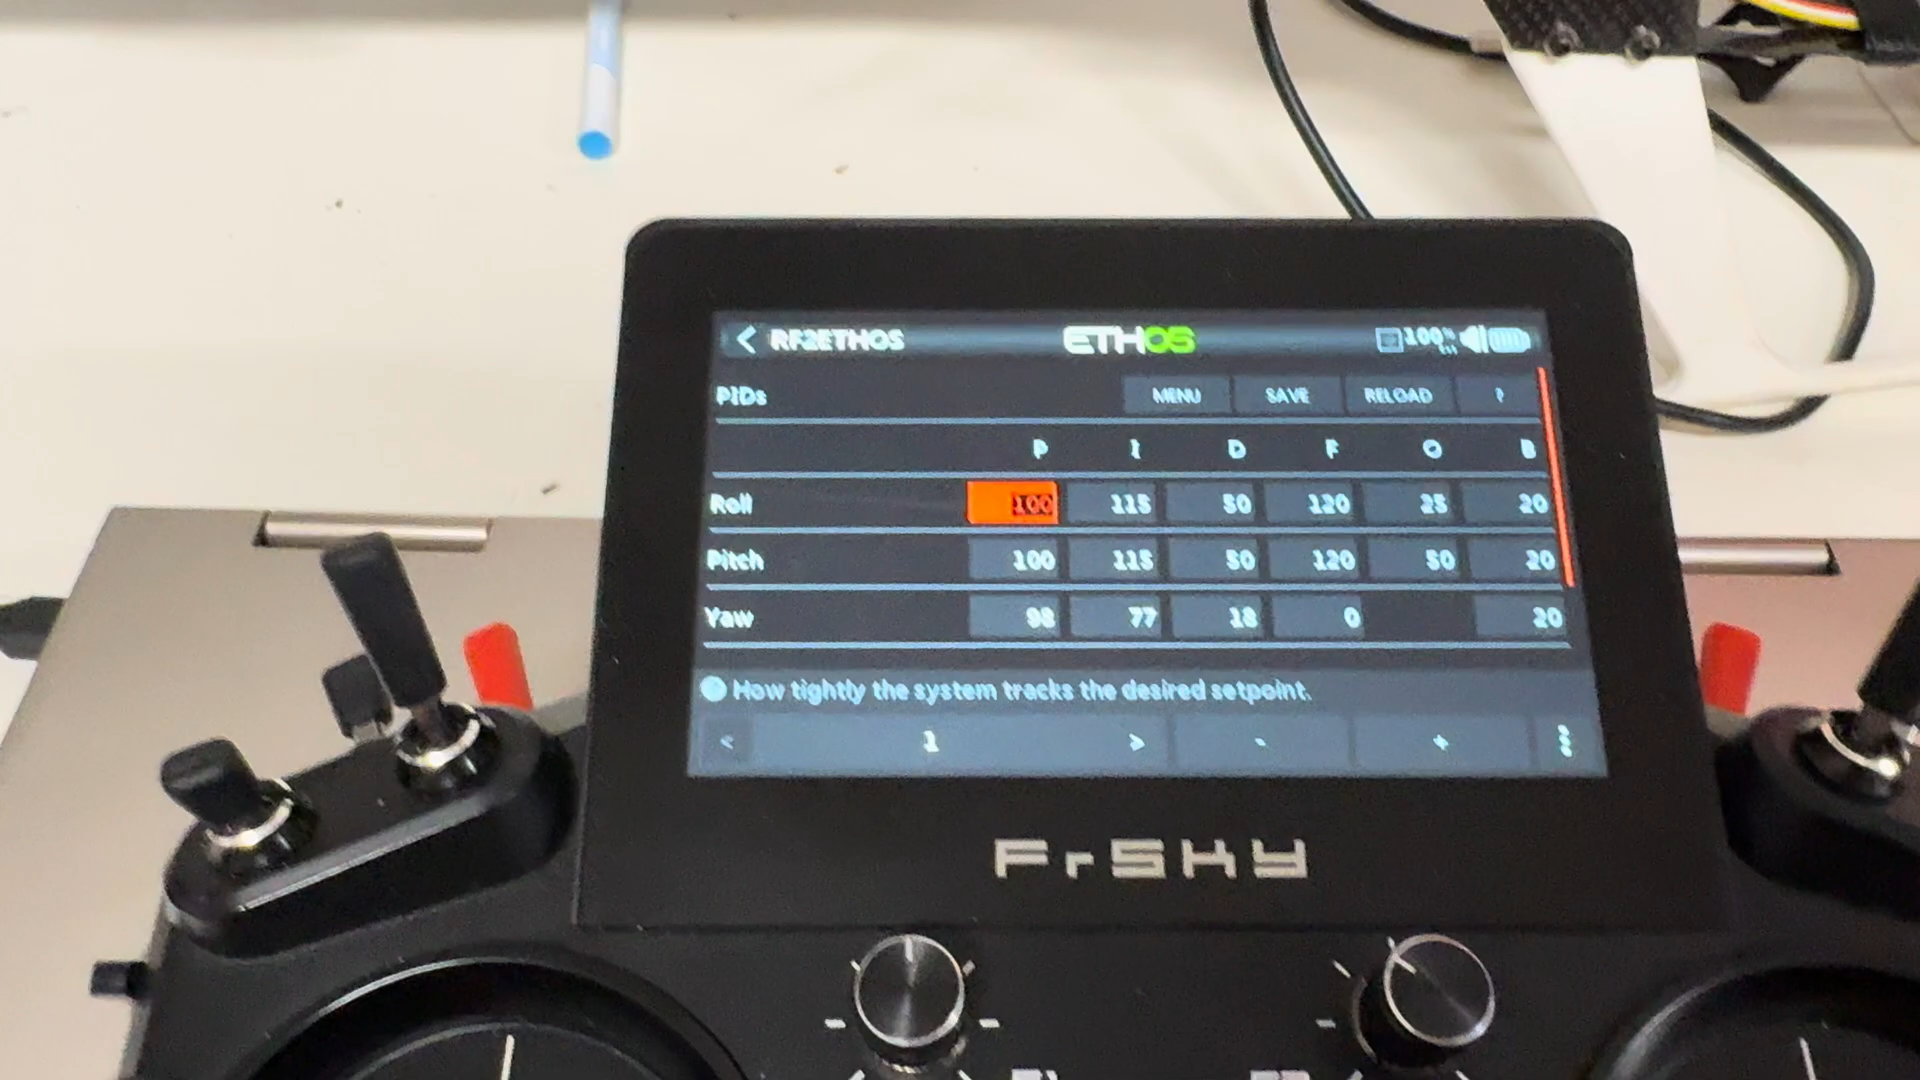 < RF2ETHOS ETHOS 100%
PIDs MENU SAVE RELOAD ?
P I D F O B
Roll 100 115 50 120 25 20
Pitch 100 115 50 120 50 20
Yaw 98 77 18 0 20
How tightly the system tracks the desired setpoint.
< 1 > - +
FrSKY